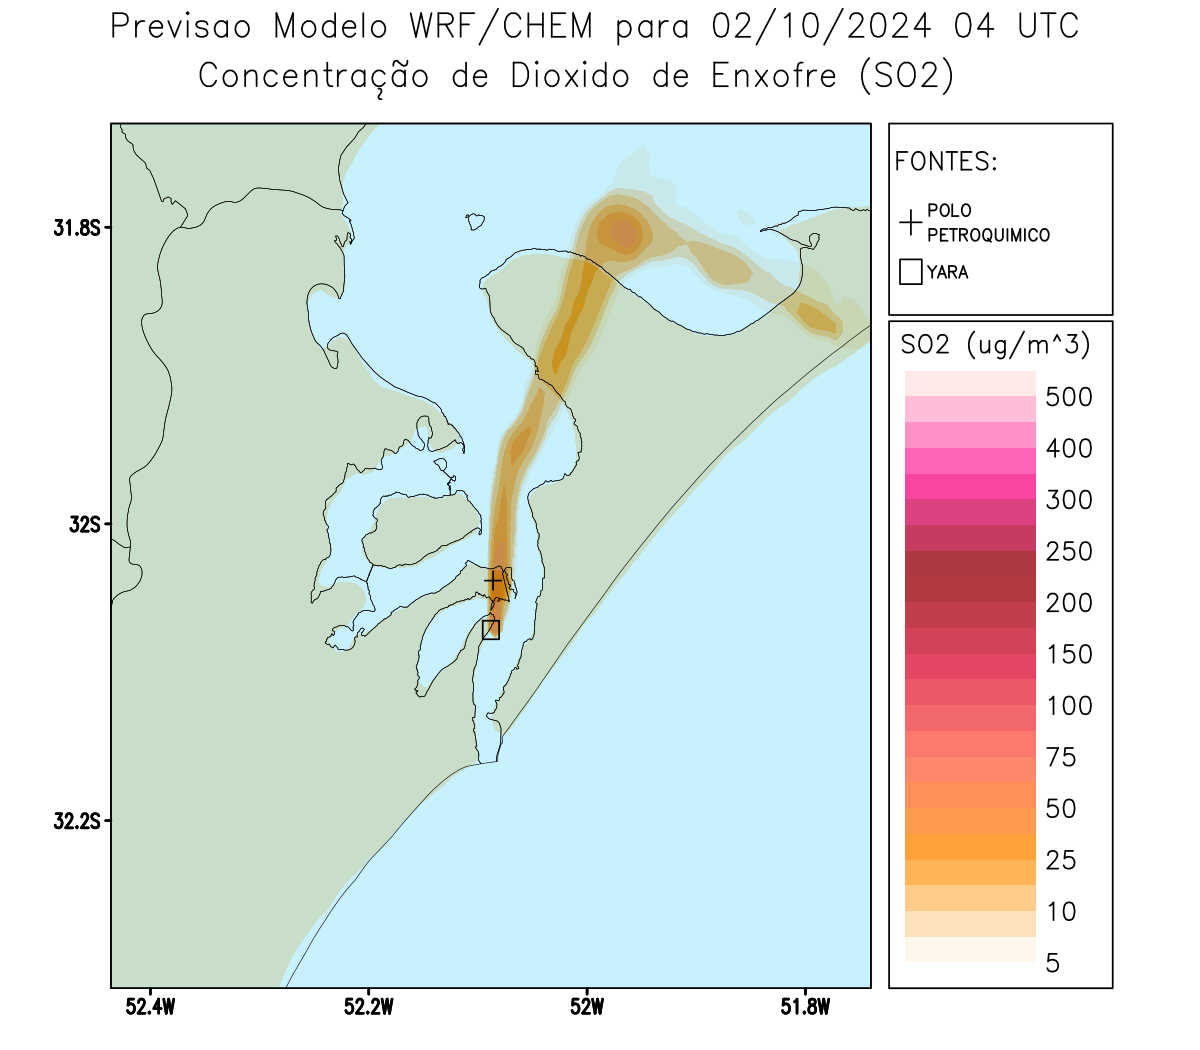 Previsao Modelo WRF/CHEM para 02/10/2024 04 UTC
Concentração de Dioxido de Enxofre (SO2)
FONTES:
POLO
PETROQUIMICO
YARA
SO2 (ug/m^3)
500
400
300
250
200
150
100
75
50
25
10
5
31.8S
32S
32.2S
52.4W
52.2W
52W
51.8W